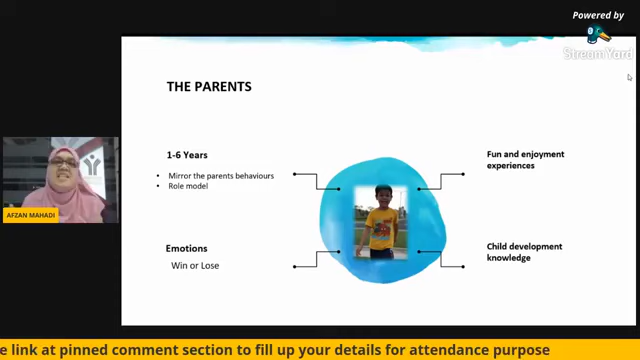 Powered by
StreamYard
THE PARENTS
1-6 Years
• Mirror the parents behaviours
• Role model
Fun and enjoyment
experiences
AFZAN MAHADI
Emotions
Win or Lose
Child development
knowledge
e link at pinned comment section to fill up your details for attendance purpose